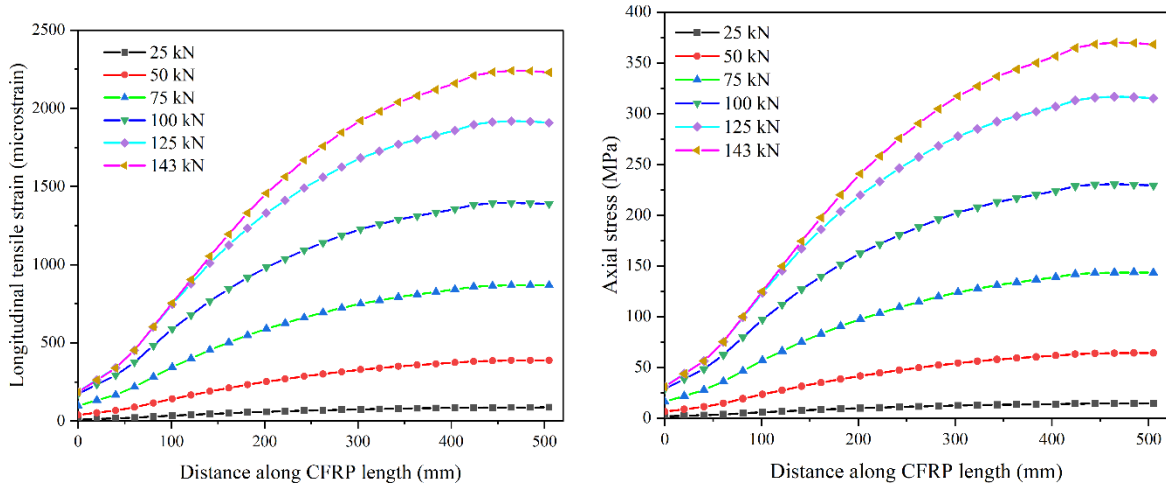 2500
2000
1500
1000
500
0
Longitudinal tensile strain (microstrain)
25 kN
50 kN
75 kN
100 kN
125 kN
143 kN
0 100 200 300 400 500
Distance along CFRP length (mm)
400
350
300
250
200
150
100
50
0
Axial stress (MPa)
25 kN
50 kN
75 kN
100 kN
125 kN
143 kN
0 100 200 300 400 500
Distance along CFRP length (mm)